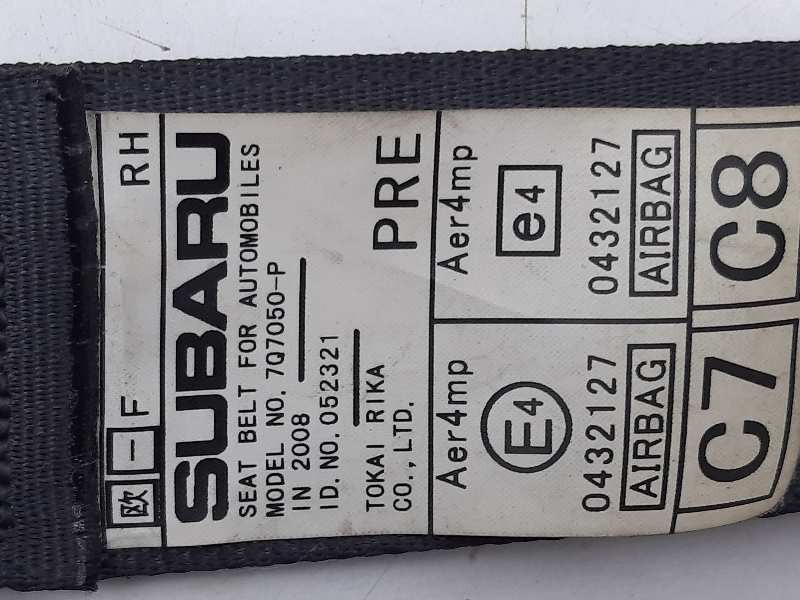 欧 一 F RH
SUBARU
SEAT BELT FOR AUTOMOBILES
MODEL NO. 7Q7050-P
IN 2008
ID. NO. 052321
TOKAI RIKA
CO., LTD.
PRE
Aer4mp
E4
0432127
AIRBAG
C7
Aer4mp
e4
0432127
AIRBAG
C8